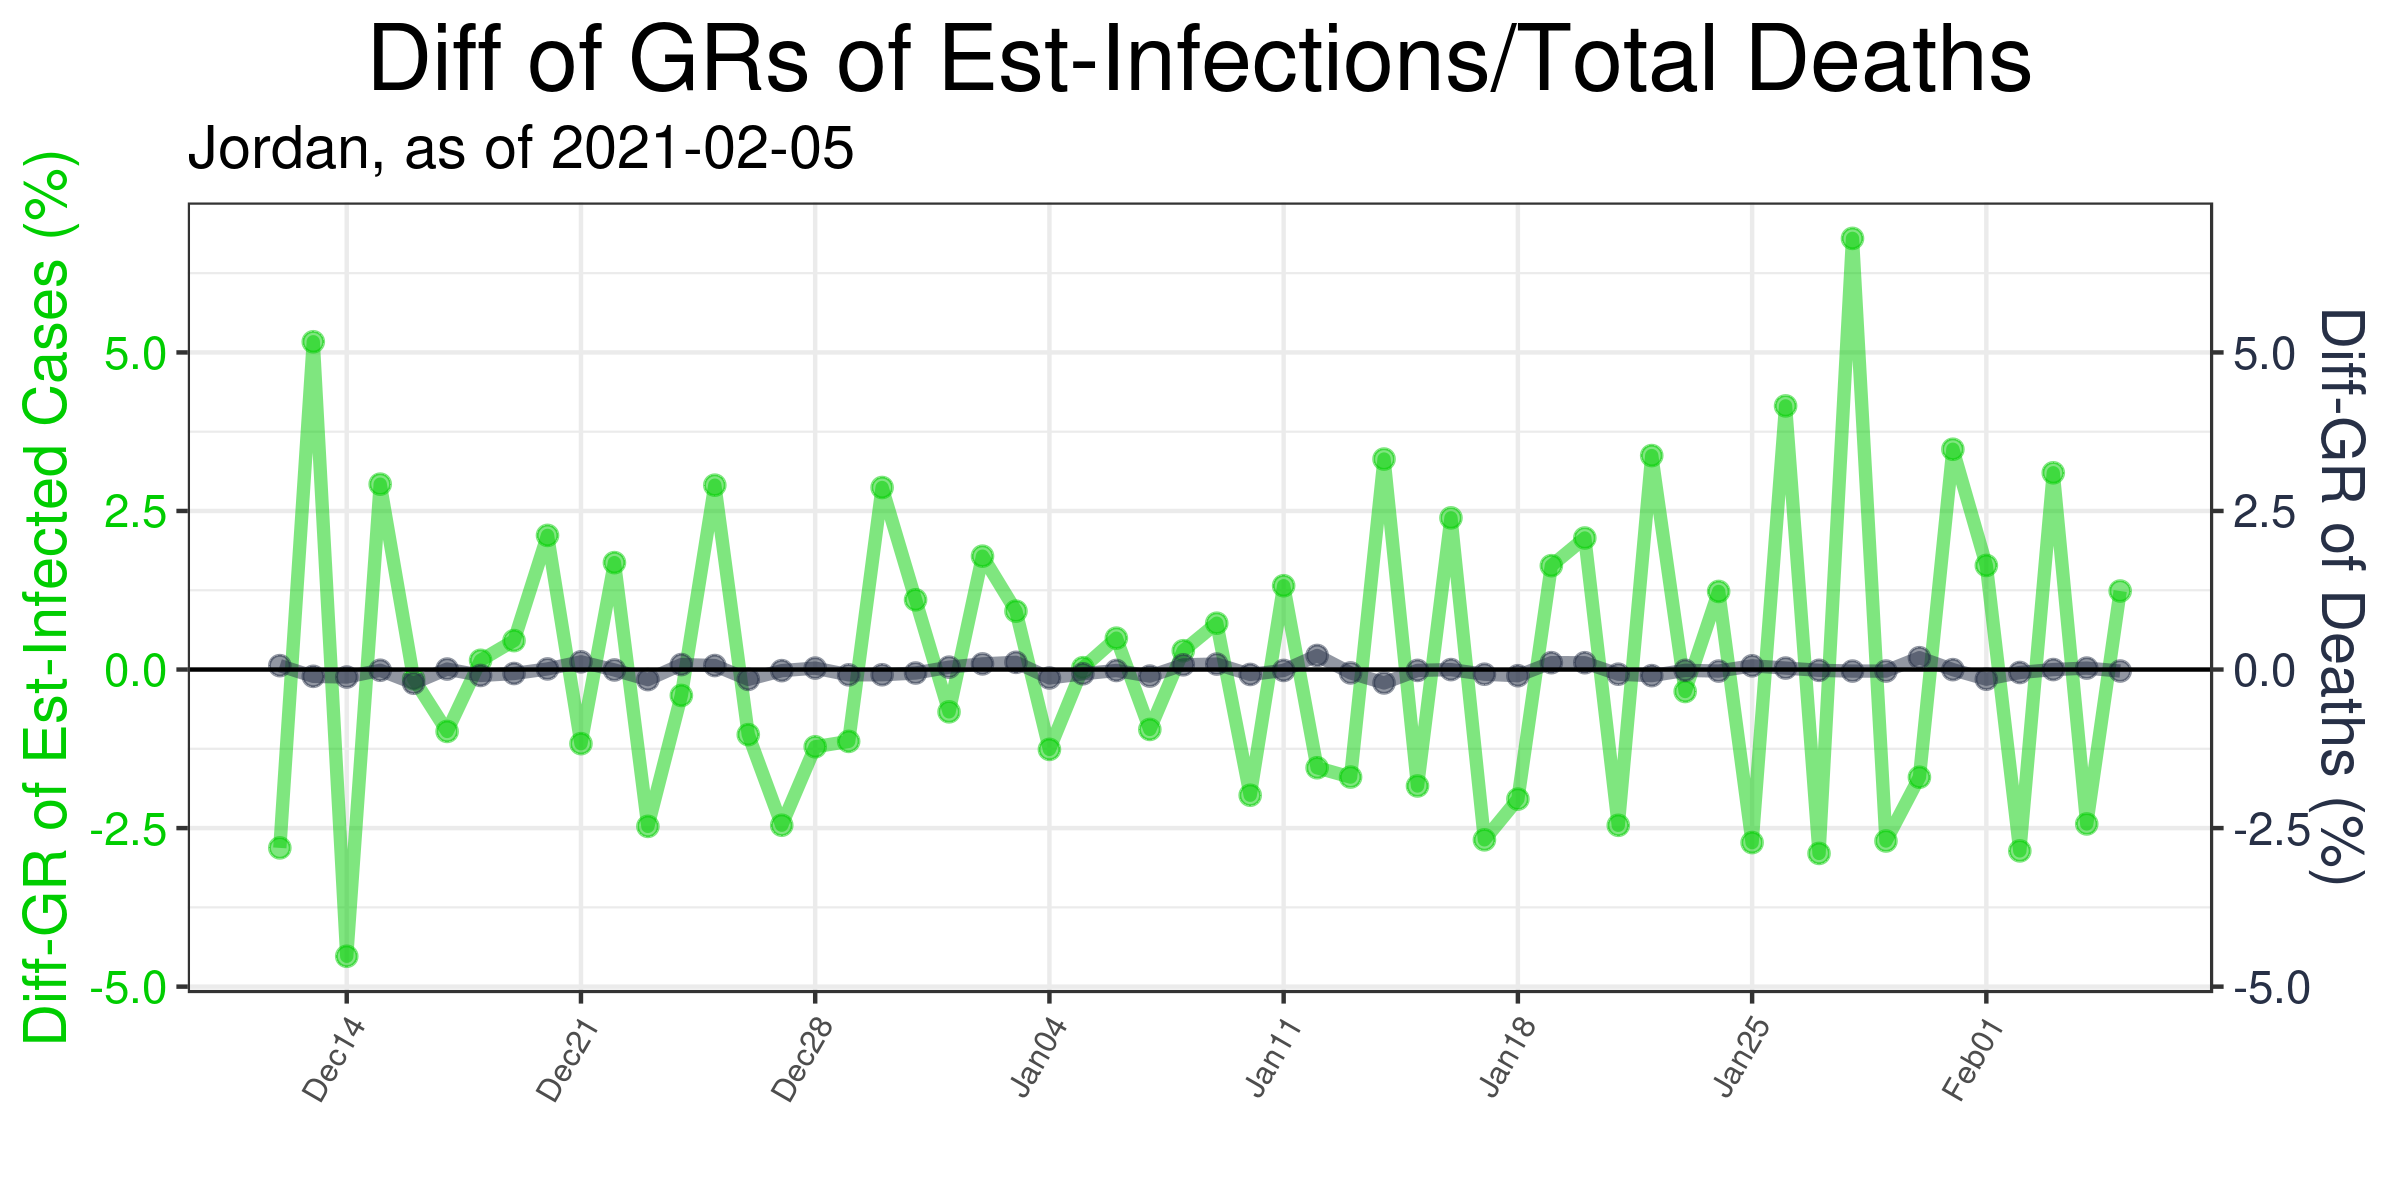 Diff of GRs of Est-Infections/Total Deaths
Jordan, as of 2021-02-05
Diff-GR of Est-Infected Cases (%)
5.0
2.5
0.0
-2.5
-5.0
5.0
2.5
0.0
-2.5
-5.0
Diff-GR of Deaths (%)
Dec14
Dec21
Dec28
Jan04
Jan11
Jan18
Jan25
Feb01